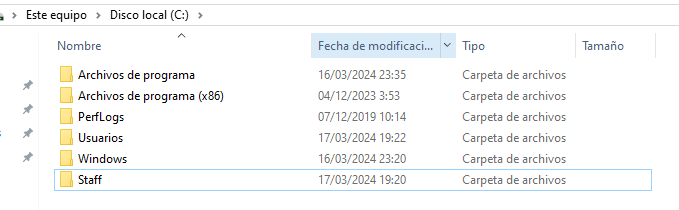 Este equipo > Disco local (C:) >
Nombre Fecha de modificaci... Tipo Tamaño
Archivos de programa 16/03/2024 23:35 Carpeta de archivos
Archivos de programa (x86) 04/12/2023 3:53 Carpeta de archivos
PerfLogs 07/12/2019 10:14 Carpeta de archivos
Usuarios 17/03/2024 19:22 Carpeta de archivos
Windows 16/03/2024 23:20 Carpeta de archivos
Staff 17/03/2024 19:20 Carpeta de archivos